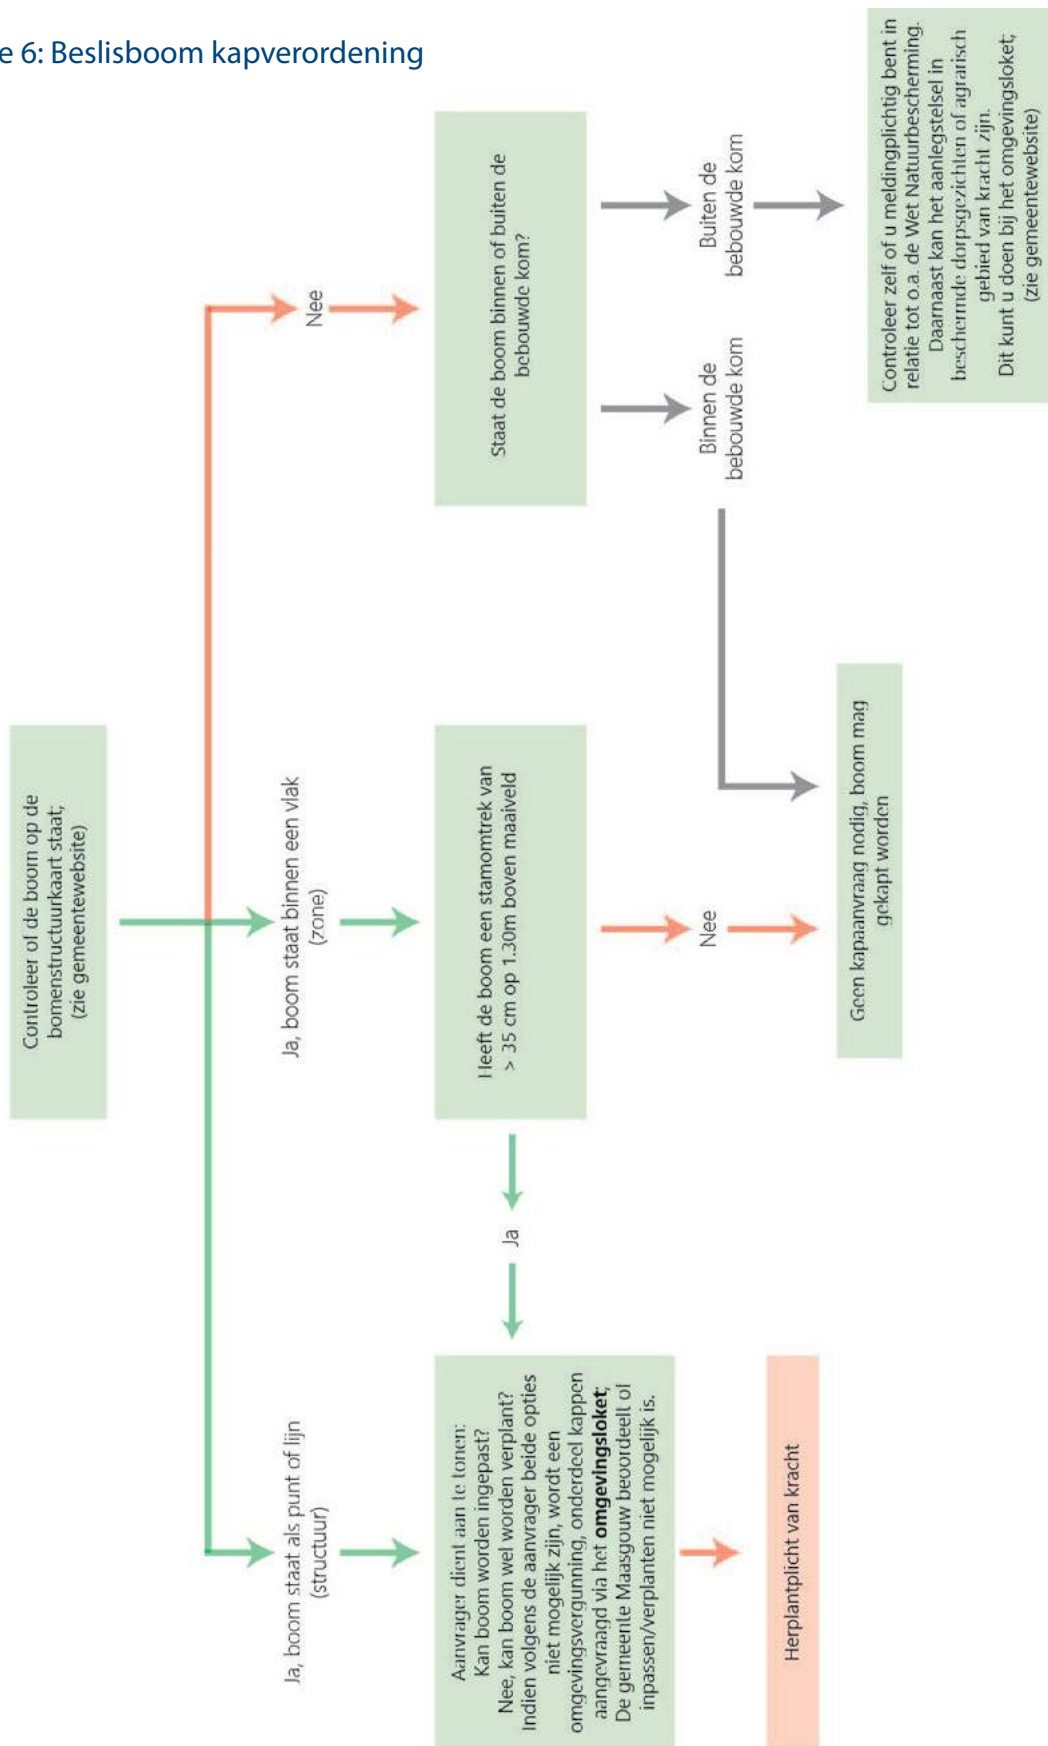 e 6: Beslisboom kapverordening
Controleer of de boom op de
bomenstructuurkaart staat;
(zie gemeentewebsite)
Ja, boom staat als punt of lijn
(structuur)
Ja, boom staat binnen een vlak
(zone)
Nee
Aanvrager dient aan te tonen:
Kan boom worden ingepast?
Nee, kan boom wel worden verplant?
Indien volgens de aanvrager beide opties
niet mogelijk zijn, wordt een
omgevingsvergunning, onderdeel kappen
aangevraagd via het omgevingsloket;
De gemeente Maasgouw beoordeelt of
inpassen/verplanten niet mogelijk is.
Ja
Heeft de boom een stamomtrek van
> 35 cm op 1.30m boven maaiveld
Staat de boom binnen of buiten de
bebouwde kom?
Nee
Binnen de
bebouwde kom
Buiten de
bebouwde kom
Herplantplicht van kracht
Geen kapaanvraag nodig, boom mag
gekapt worden
Controleer zelf of u meldingplichtig bent in
relatie tot o.a. de Wet Natuurbescherming.
Daarnaast kan het aanlegstelsel in
beschermde dorpsgezichten of agrarisch
gebied van kracht zijn.
Dit kunt u doen bij het omgevingsloket;
(zie gemeentewebsite)